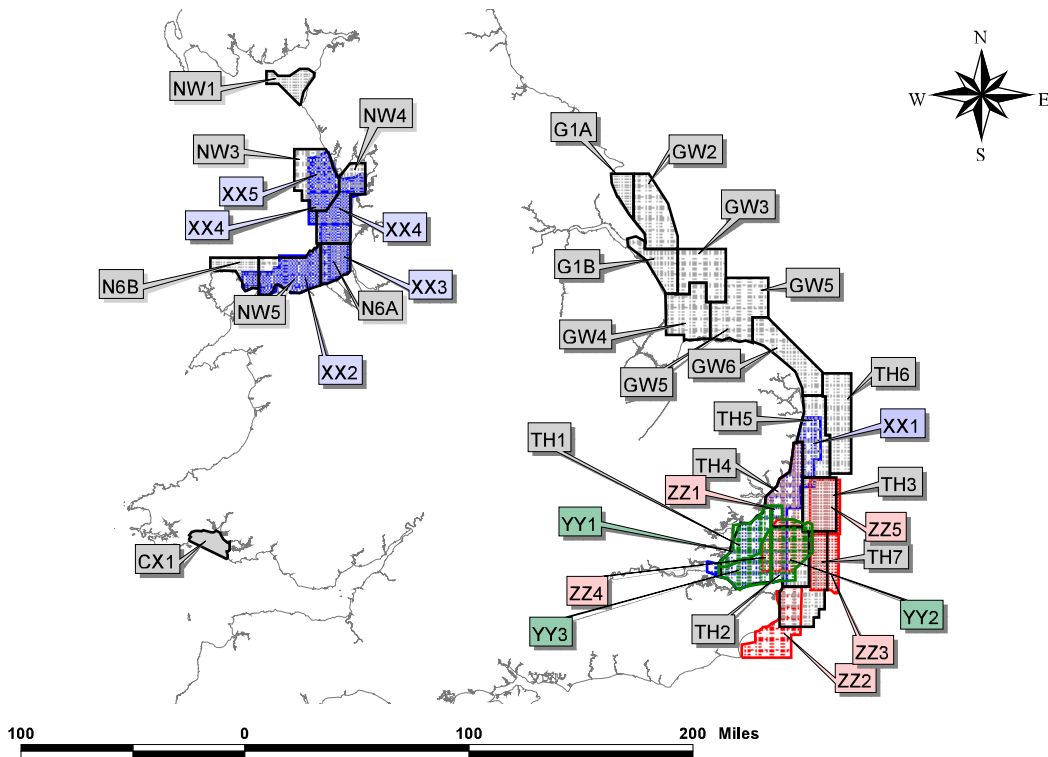 N
W E
S
NW1
NW4
NW3
G1A
GW2
XX5
GW3
XX4
XX4
G1B
N6B
XX3
GW5
NW5
N6A
GW4
XX2
GW5
GW6
TH6
TH5
XX1
TH1
TH4
TH3
ZZ1
YY1
ZZ5
CX1
TH7
ZZ4
YY2
YY3
TH2
ZZ3
ZZ2
100 0 100 200 Miles